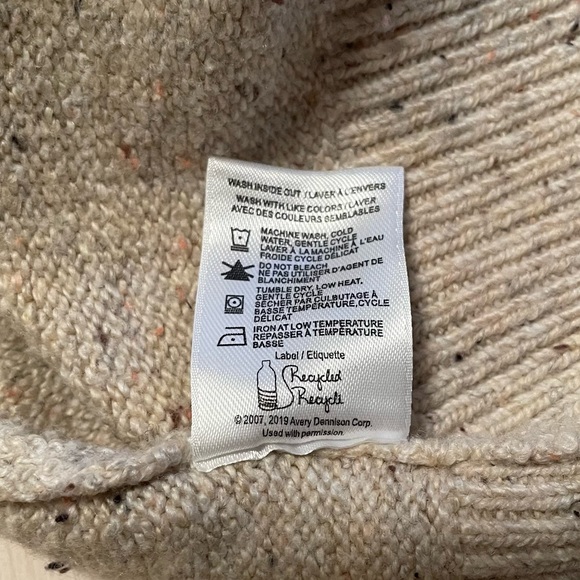 WASH INSIDE OUT / LAVER À L'ENVERS
WASH WITH LIKE COLORS / LAVER
AVEC DES COULEURS SEMBLABLES
MACHINE WASH, COLD
WATER, GENTLE CYCLE
LAVER À LA MACHINE À L'EAU
FROIDE CYCLE DÉLICAT
DO NOT BLEACH
NE PAS UTILISER D'AGENT DE
BLANCHIMENT
TUMBLE DRY, LOW HEAT,
GENTLE CYCLE
SÉCHER PAR CULBUTAGE À
BASSE TEMPÉRATURE, CYCLE
DÉLICAT
IRON AT LOW TEMPERATURE
REPASSER À TEMPÉRATURE
BASSE
Label / Etiquette
Recycled
Recyclé
© 2007, 2019 Avery Dennison Corp.
Used with permission.